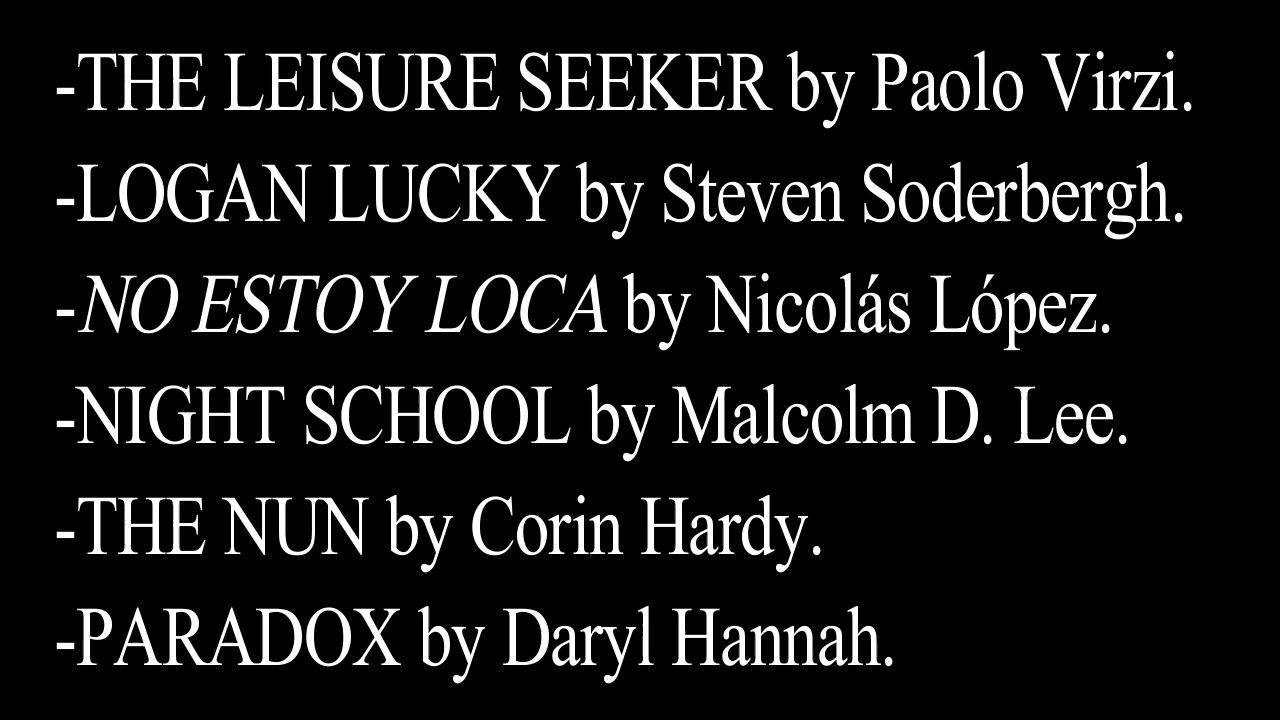 -THE LEISURE SEEKER by Paolo Virzi.
-LOGAN LUCKY by Steven Soderbergh.
-NO ESTOY LOCA by Nicolás López.
-NIGHT SCHOOL by Malcolm D. Lee.
-THE NUN by Corin Hardy.
-PARADOX by Daryl Hannah.